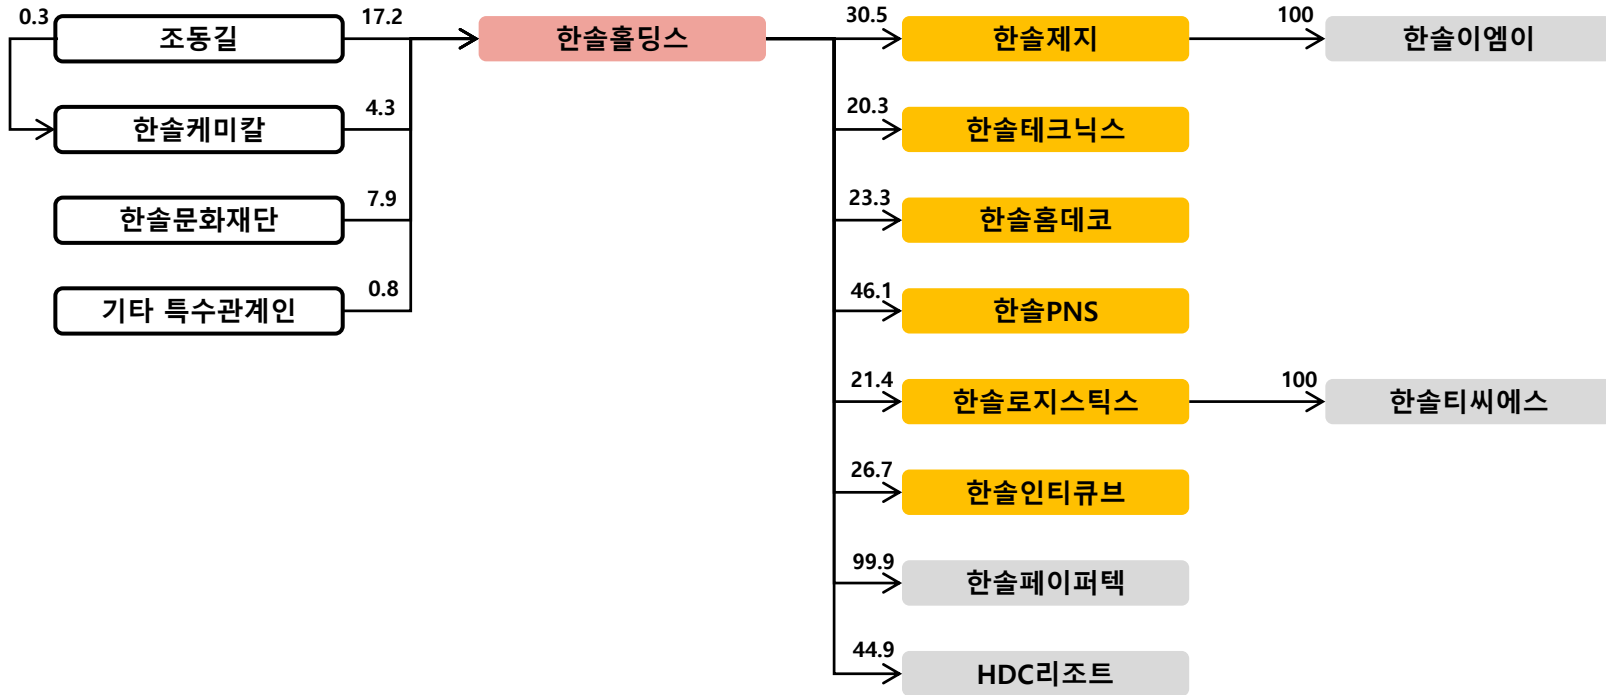 0.3
조동길
17.2
한솔홀딩스
30.5
한솔제지
100
한솔이엠이
한솔케미칼
4.3
20.3
한솔테크닉스
한솔문화재단
7.9
23.3
한솔홈데코
기타 특수관계인
0.8
46.1
한솔PNS
21.4
한솔로지스틱스
100
한솔티씨에스
26.7
한솔인티큐브
99.9
한솔페이퍼텍
44.9
HDC리조트